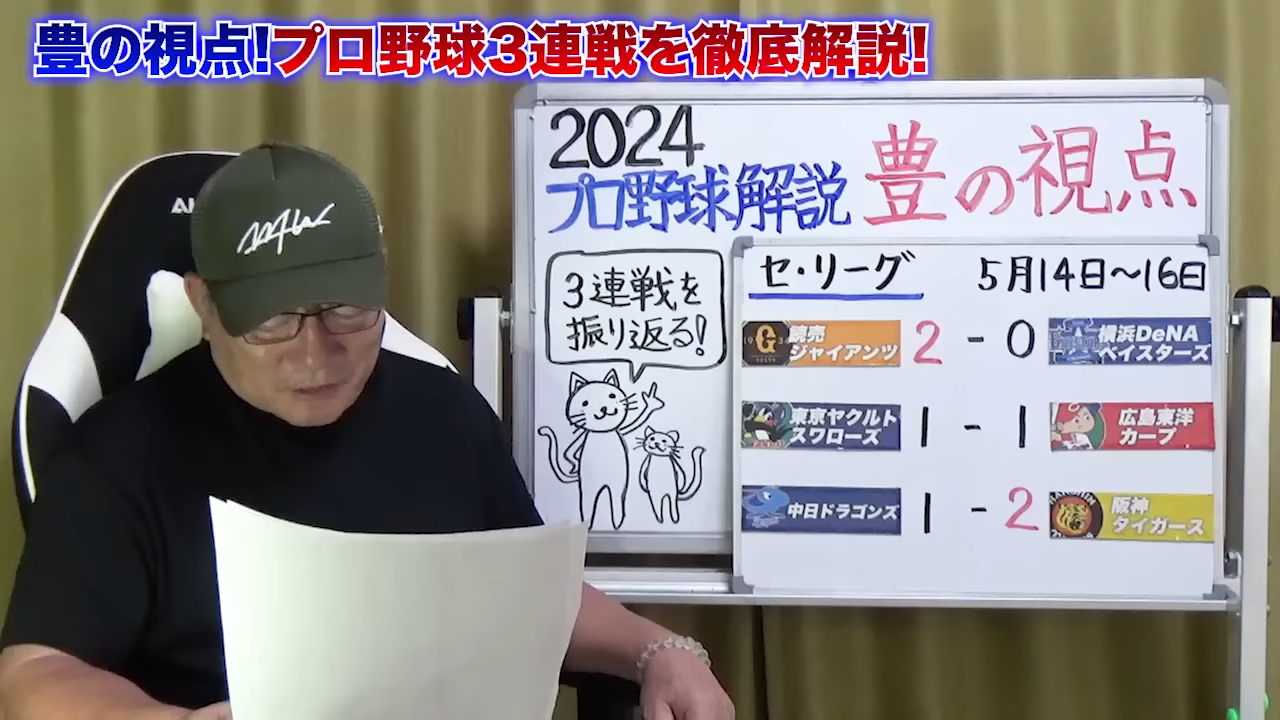 豊の視点!プロ野球3連戦を徹底解説!
2024
プロ野球解説 豊の視点
3連戦を
振り返る!
セ・リーグ 5月14日〜16日
読売
ジャイアンツ 2 - 0 横浜DeNA
ベイスターズ
東京ヤクルト
スワローズ 1 - 1 広島東洋
カープ
中日ドラゴンズ 1 - 2 阪神
タイガース